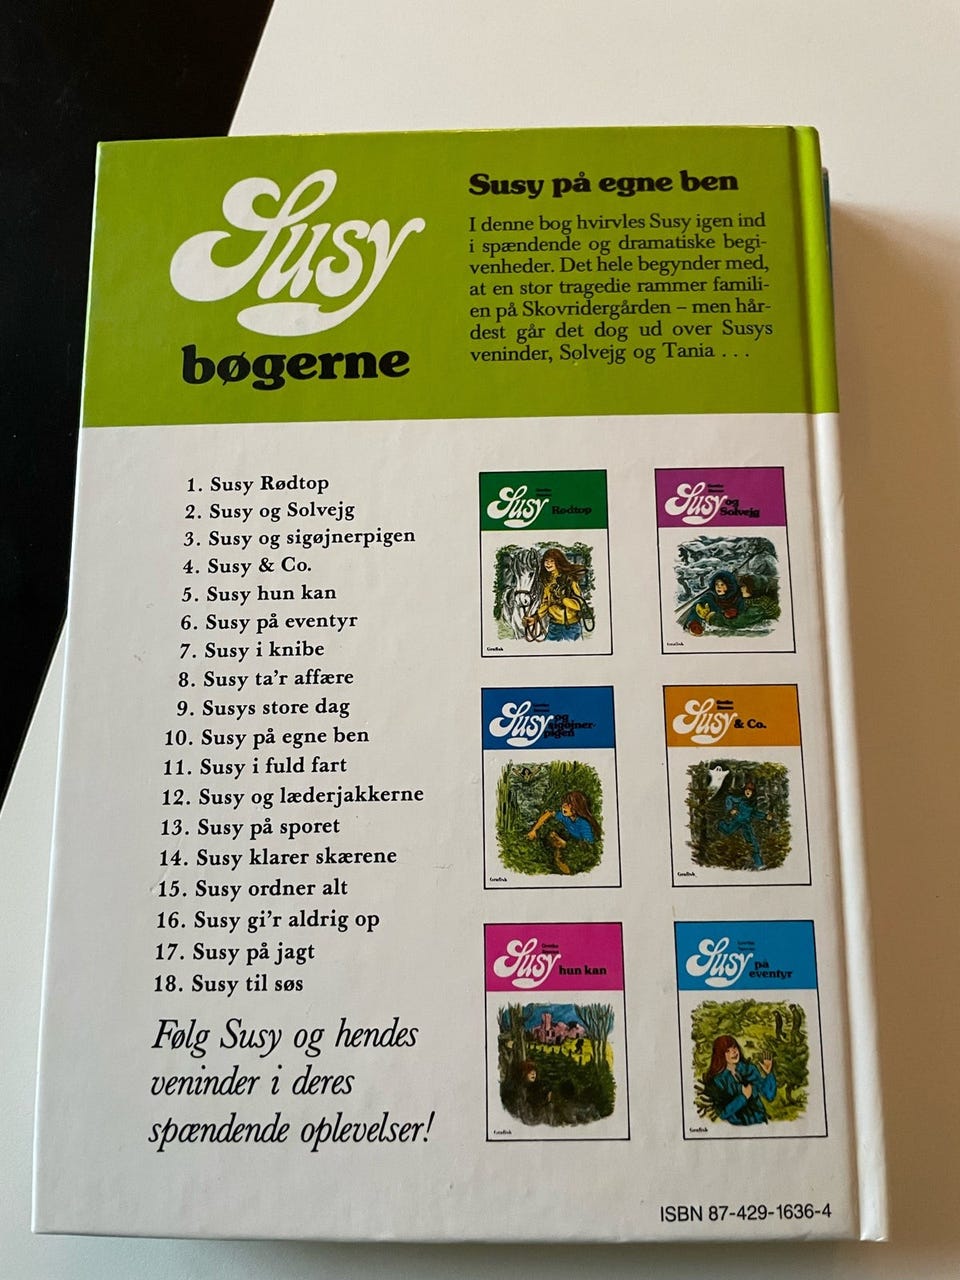 Susy
bøgerne
Susy på egne ben
I denne bog hvirvles Susy igen ind
i spændende og dramatiske begi-
venheder. Det hele begynder med,
at en stor tragedie rammer famili-
en på Skovridergården – men hår-
dest går det dog ud over Susys
veninder, Sølvejg og Tania . . .
1. Susy Rødtop
2. Susy og Solvejg
3. Susy og sigøjnerpigen
4. Susy & Co.
5. Susy hun kan
6. Susy på eventyr
7. Susy i knibe
8. Susy ta'r affære
9. Susys store dag
10. Susy på egne ben
11. Susy i fuld fart
12. Susy og læderjakkerne
13. Susy på sporet
14. Susy klarer skærene
15. Susy ordner alt
16. Susy gi'r aldrig op
17. Susy på jagt
18. Susy til søs
Følg Susy og hendes
veninder i deres
spændende oplevelser!
Susy Rødtop
Susy og
Solvejg
Susy og
sigøjner-
pigen
Susy & Co.
Susy hun kan
Susy på
eventyr
ISBN 87-429-1636-4